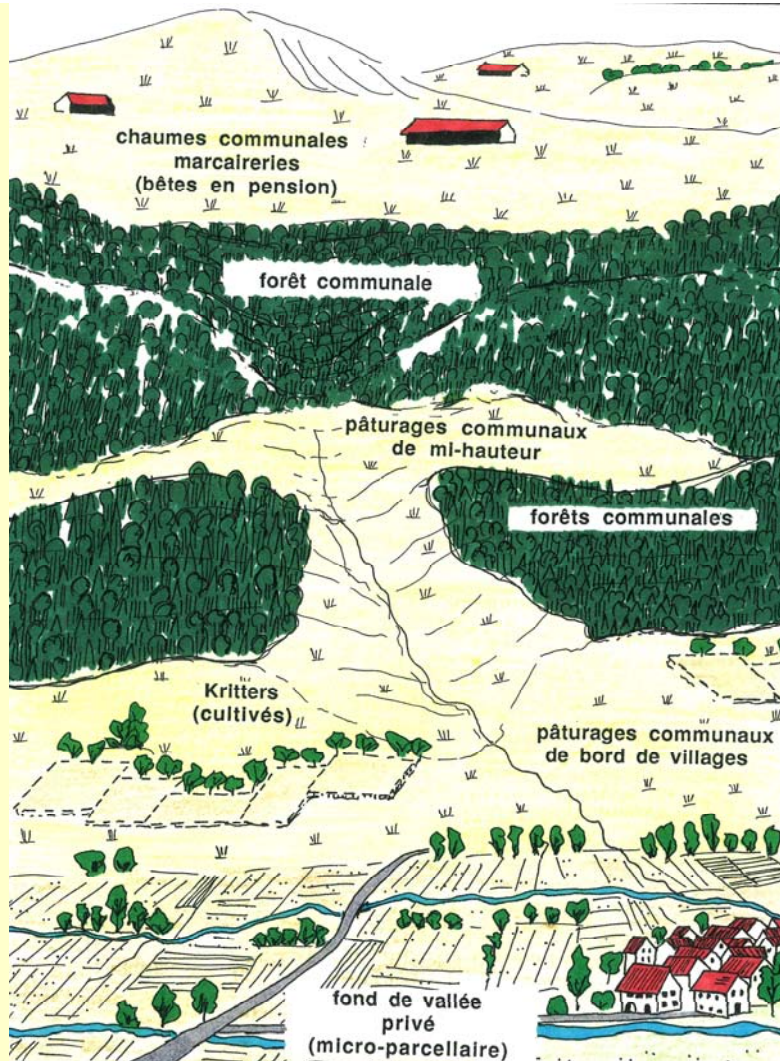 chaumes communales
marcaireries
(bêtes en pension)
forêt communale
pâturages communaux
de mi-hauteur
forêts communales
Kritters
(cultivés)
pâturages communaux
de bord de villages
fond de vallée
privé
(micro-parcellaire)